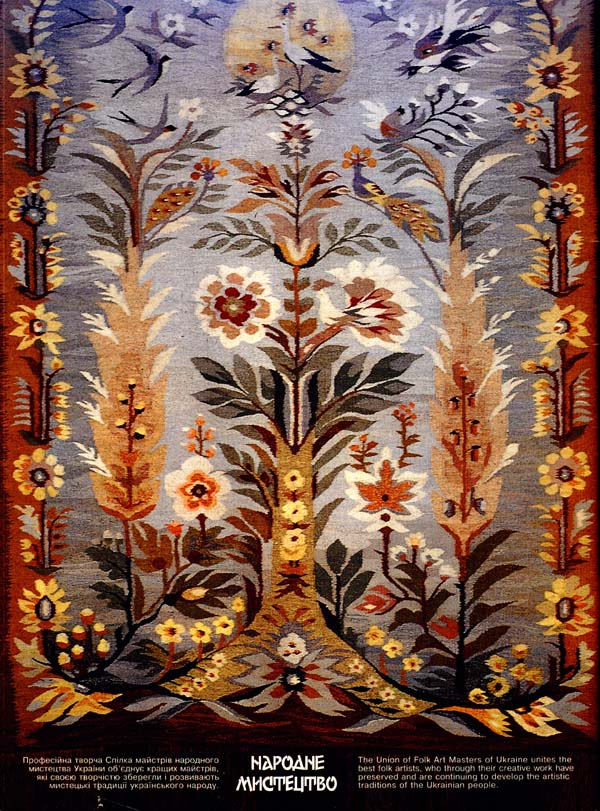 Професійна творча Спілка майстрів народного
мистецтва України об'єднує кращих майстрів,
які своєю творчістю зберегли і розвивають
мистецькі традиції українського народу.
НАРОДНЕ
МИСТЕЦТВО
The Union of Folk Art Masters of Ukraine unites the
best folk artists, who through their creative work have
preserved and are continuing to develop the artistic
traditions of the Ukrainian people.